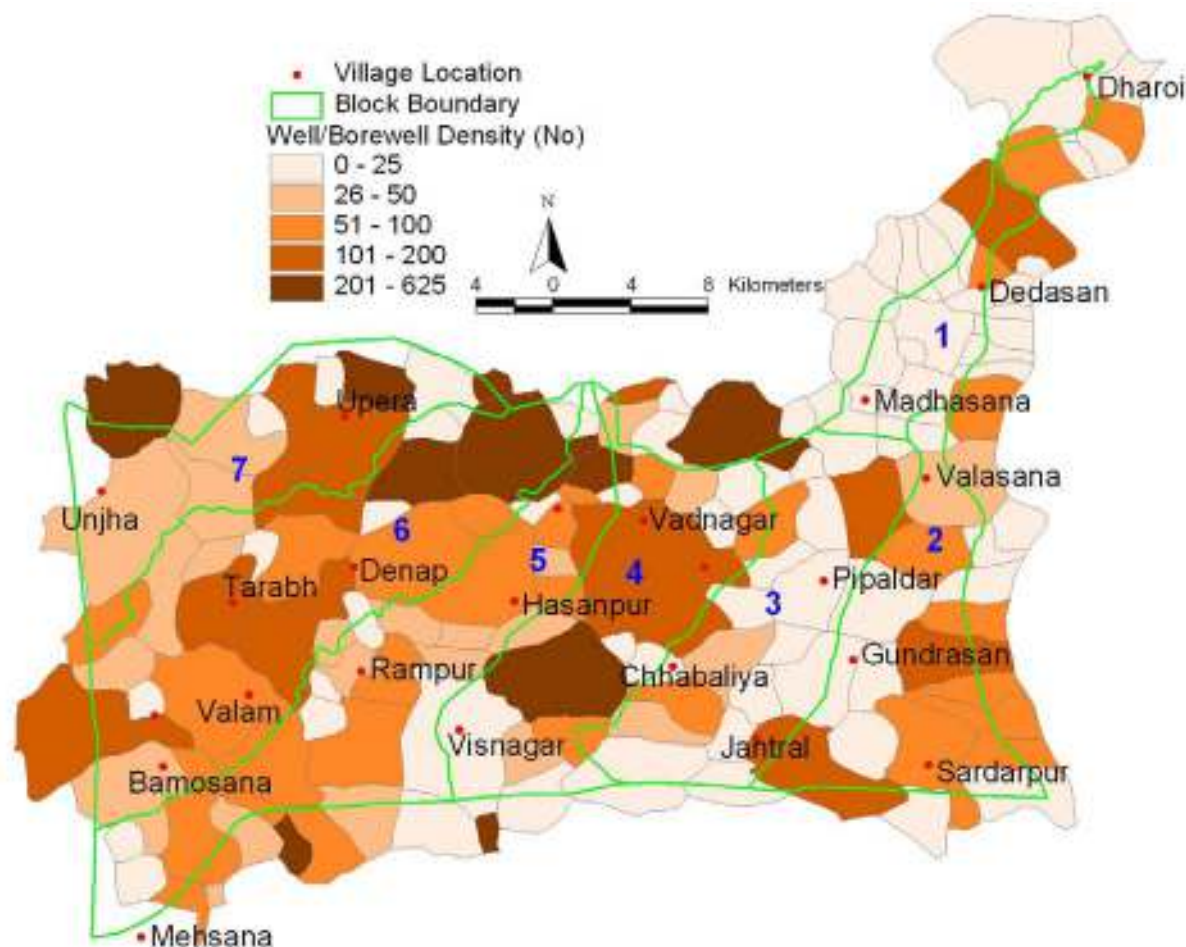 Village Location
Block Boundary
Well/Borewell Density (No)
0 - 25
26 - 50
51 - 100
101 - 200
201 - 625
N
4 0 4 8 Kilometers
Dharoi
Dedasan
1
Madhasana
Upera
7
Valasana
Unjha
6
Vadnagar
2
Denap
5
4
Pipaldar
Tarabh
Hasanpur
3
Rampur
Chhabaliya
Gundrasan
Valam
Visnagar
Jantral
Bamosana
Sardarpur
Mehsana